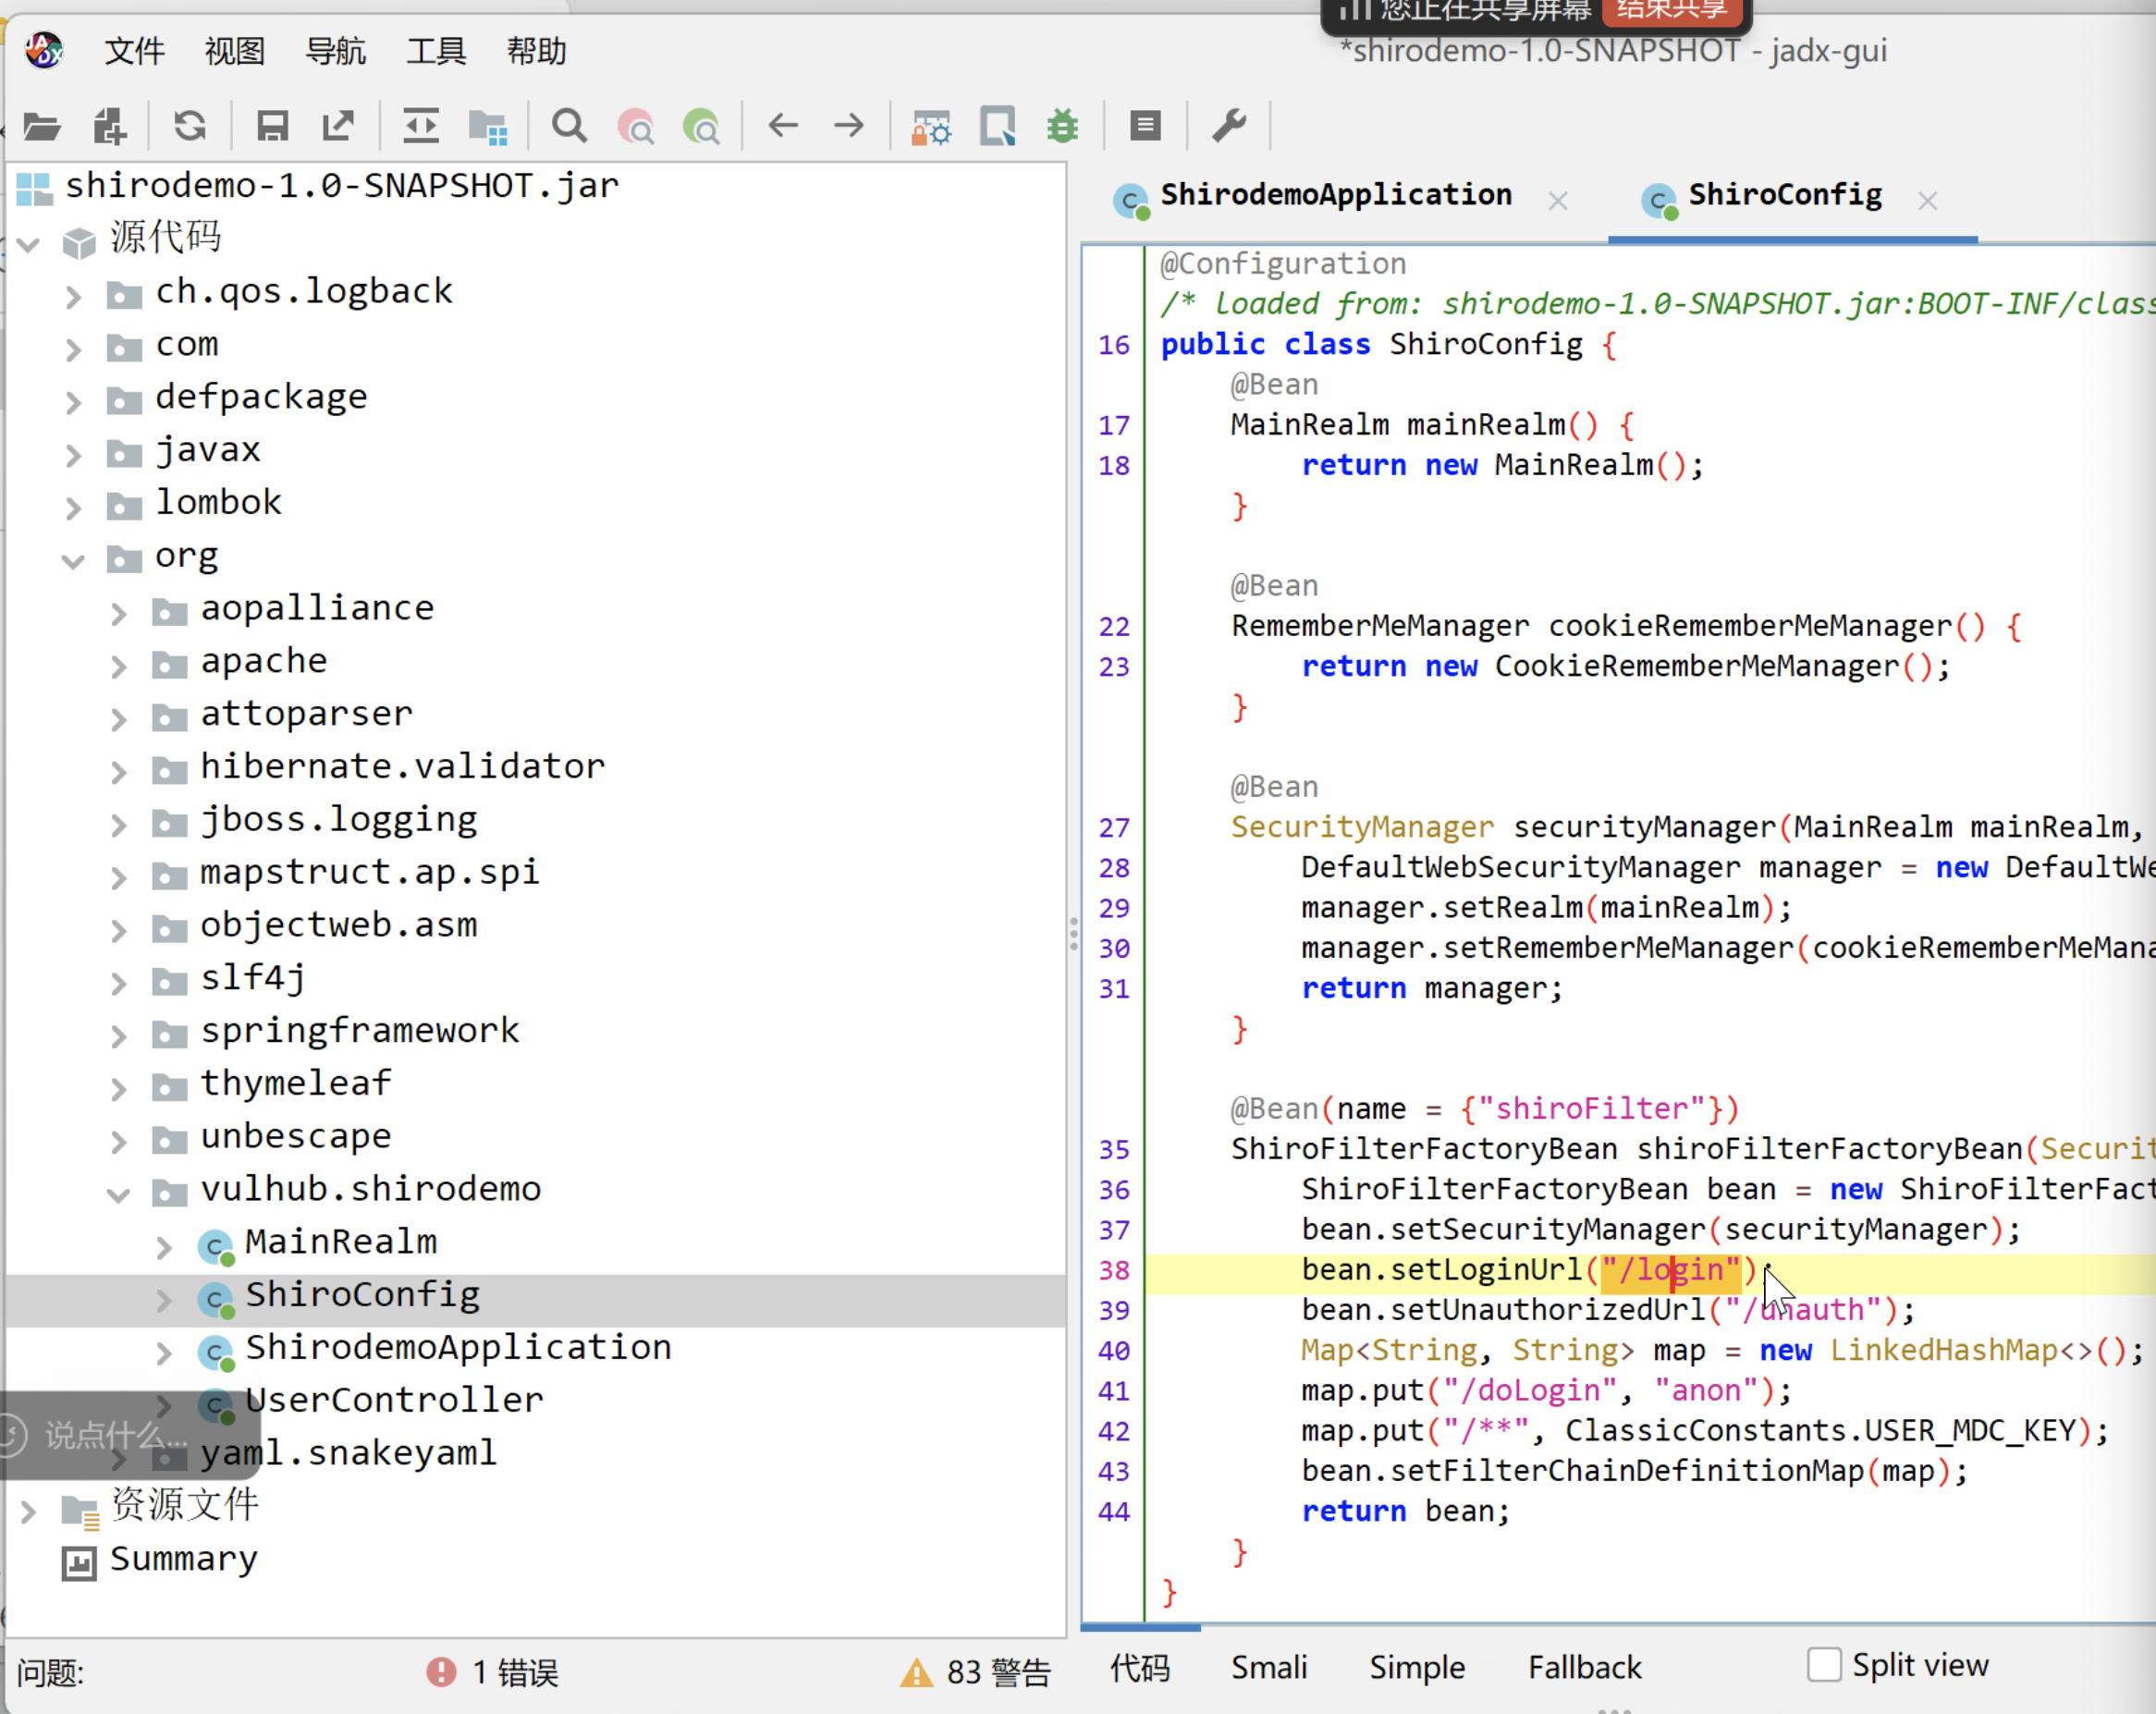 您正在共享屏幕 结束共享
*shirodemo-1.0-SNAPSHOT - jadx-gui
文件 视图 导航 工具 帮助
shirodemo-1.0-SNAPSHOT.jar
源代码
ch.qos.logback
com
defpackage
javax
lombok
org
aopalliance
apache
attoparser
hibernate.validator
jboss.logging
mapstruct.ap.spi
objectweb.asm
slf4j
springframework
thymeleaf
unbescape
vulhub.shirodemo
MainRealm
ShiroConfig
ShirodemoApplication
UserController
yaml.snakeyaml
说点什么...
资源文件
Summary
问题: 1 错误 83 警告
ShirodemoApplication ShiroConfig
@Configuration
/* loaded from: shirodemo-1.0-SNAPSHOT.jar:BOOT-INF/class
16 public class ShiroConfig {
@Bean
17 MainRealm mainRealm() {
18 return new MainRealm();
}
@Bean
22 RememberMeManager cookieRememberMeManager() {
23 return new CookieRememberMeManager();
}
@Bean
27 SecurityManager securityManager(MainRealm mainRealm,
28 DefaultWebSecurityManager manager = new DefaultWe
29 manager.setRealm(mainRealm);
30 manager.setRememberMeManager(cookieRememberMeMana
31 return manager;
}
@Bean(name = {"shiroFilter"})
35 ShiroFilterFactoryBean shiroFilterFactoryBean(Securit
36 ShiroFilterFactoryBean bean = new ShiroFilterFact
37 bean.setSecurityManager(securityManager);
38 bean.setLoginUrl("/login");
39 bean.setUnauthorizedUrl("/unauth");
40 Map<String, String> map = new LinkedHashMap<>();
41 map.put("/doLogin", "anon");
42 map.put("/**", ClassicConstants.USER_MDC_KEY);
43 bean.setFilterChainDefinitionMap(map);
44 return bean;
}
}
代码 Smali Simple Fallback Split view